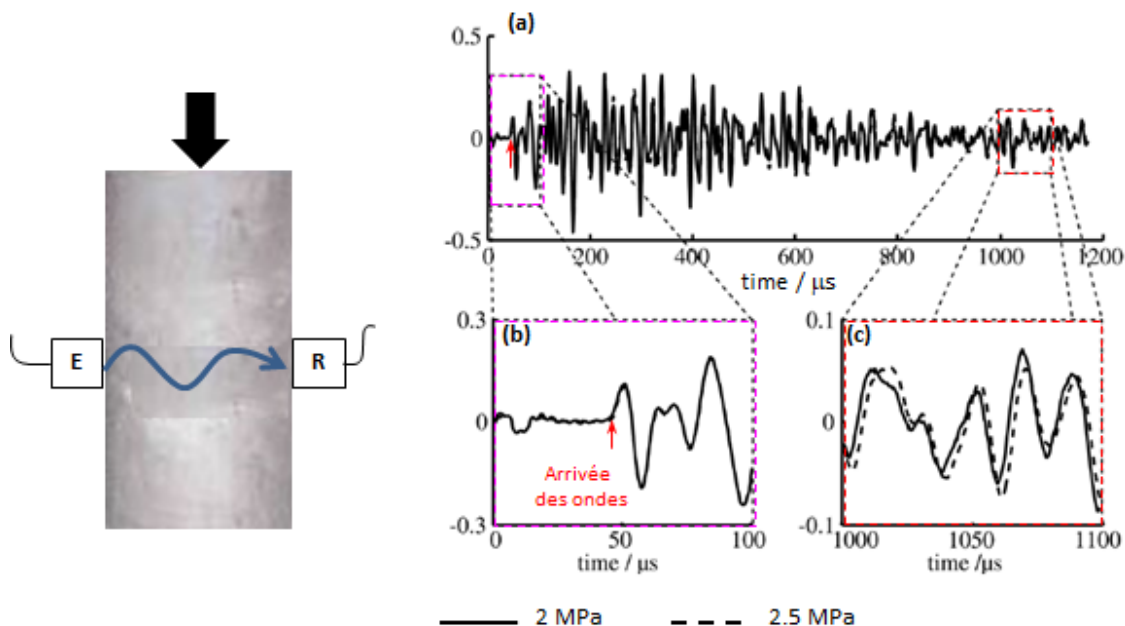 (a)
0.5
0
-0.5
0 200 400 600 800 1000 1200
time / µs
E
R
(b)
0.3
0
-0.3
Arrivée
des ondes
0 50 100
time /µs
(c)
0.1
0
-0.1
1000 1050 1100
time /µs
2 MPa
2.5 MPa